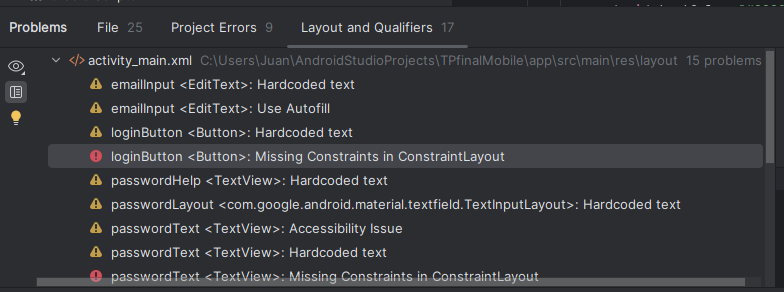 Problems File 25 Project Errors 9 Layout and Qualifiers 17
activity_main.xml C:\Users\Juan\AndroidStudioProjects\TPfinalMobile\app\src\main\res\layout 15 problems
emailInput <EditText>: Hardcoded text
emailInput <EditText>: Use Autofill
loginButton <Button>: Hardcoded text
loginButton <Button>: Missing Constraints in ConstraintLayout
passwordHelp <TextView>: Hardcoded text
passwordLayout <com.google.android.material.textfield.TextInputLayout>: Hardcoded text
passwordText <TextView>: Accessibility Issue
passwordText <TextView>: Hardcoded text
passwordText <TextView>: Missing Constraints in ConstraintLayout